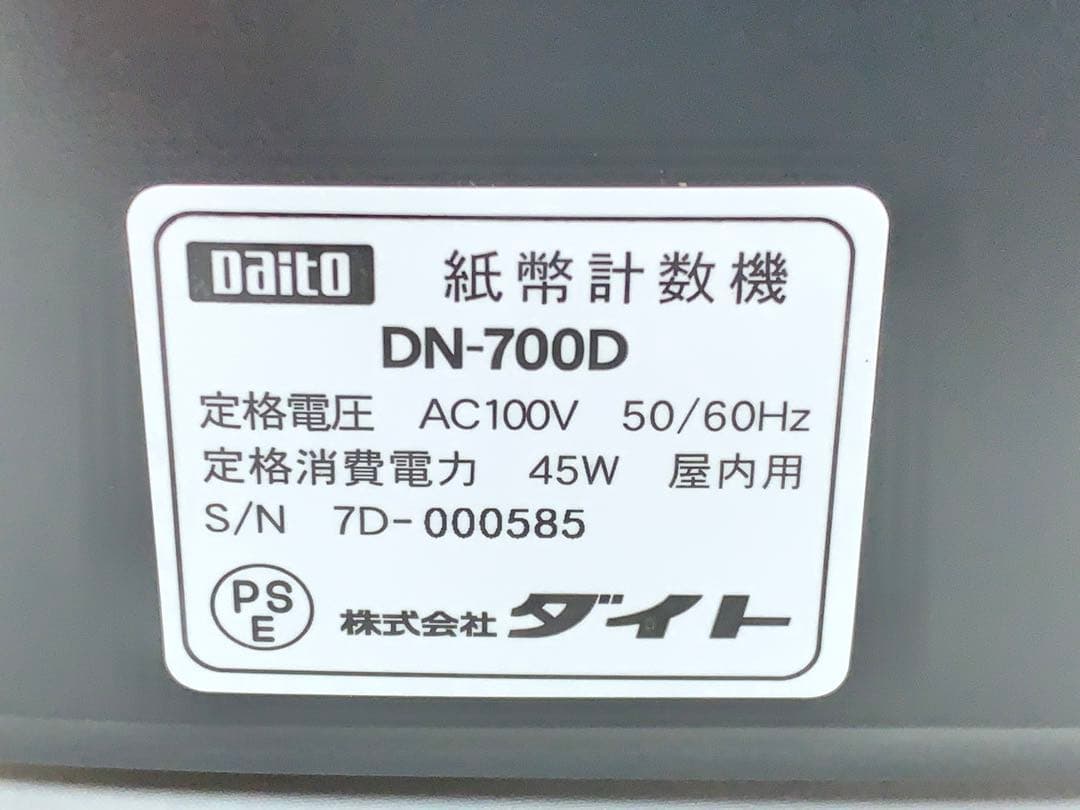 Daito 紙幣計数機
DN-700D
定格電圧 AC100V 50/60Hz
定格消費電力 45W 屋内用
S/N 7D-000585
PSE 株式会社ダイト